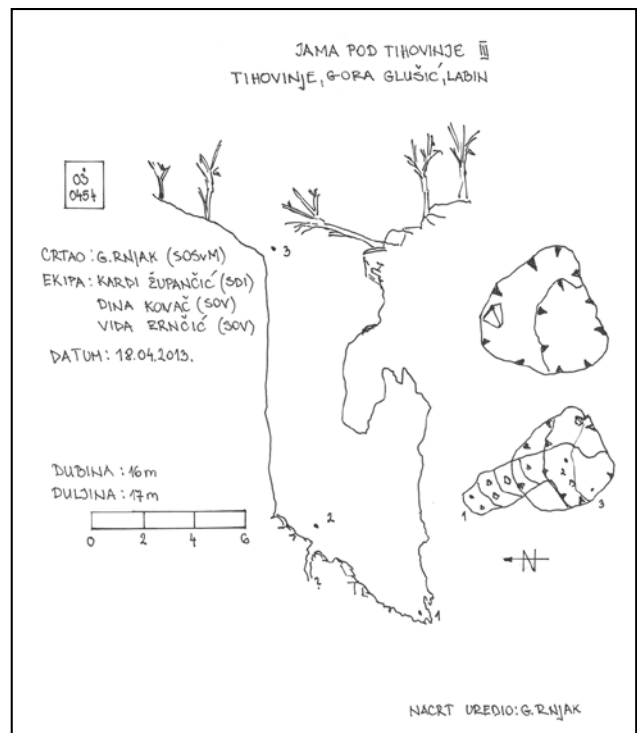 JAMA POD TIHOVINJE III
TIHOVINJE, GORA GLUŠIĆ, LABIN
OŠ
0454
3
CRTAO: G. RNJAK (SOSVM)
EKIPA: KARDI ŽUPANČIĆ (SDI)
DINA KOVAČ (SOV)
VIDA ZRNČIĆ (SOV)
DATUM: 18.04.2013.
DUBINA: 16m
DULJINA: 17m
0 2 4 6
2
?
1
2
1
3
N
NACRT UREDIO: G. RNJAK